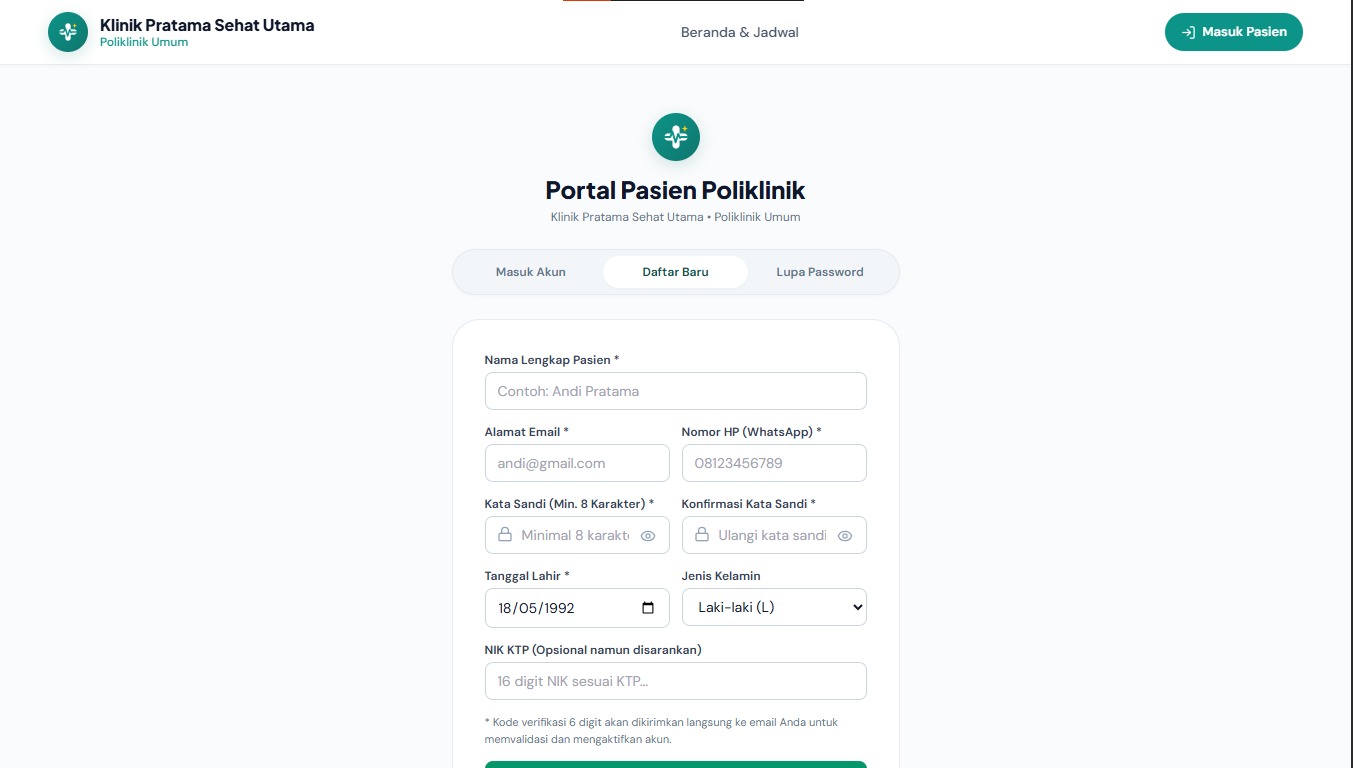 Klinik Pratama Sehat Utama
Poliklinik Umum
Beranda & Jadwal
Masuk Pasien
Portal Pasien Poliklinik
Klinik Pratama Sehat Utama • Poliklinik Umum
Masuk Akun
Daftar Baru
Lupa Password
Nama Lengkap Pasien *
Contoh: Andi Pratama
Alamat Email *
Nomor HP (WhatsApp) *
andi@gmail.com
08123456789
Kata Sandi (Min. 8 Karakter) *
Konfirmasi Kata Sandi *
Minimal 8 karakt
Ulangi kata sandi
Tanggal Lahir *
Jenis Kelamin
18/05/1992
Laki-laki (L)
NIK KTP (Opsional namun disarankan)
16 digit NIK sesuai KTP...
* Kode verifikasi 6 digit akan dikirimkan langsung ke email Anda untuk
memvalidasi dan mengaktifkan akun.